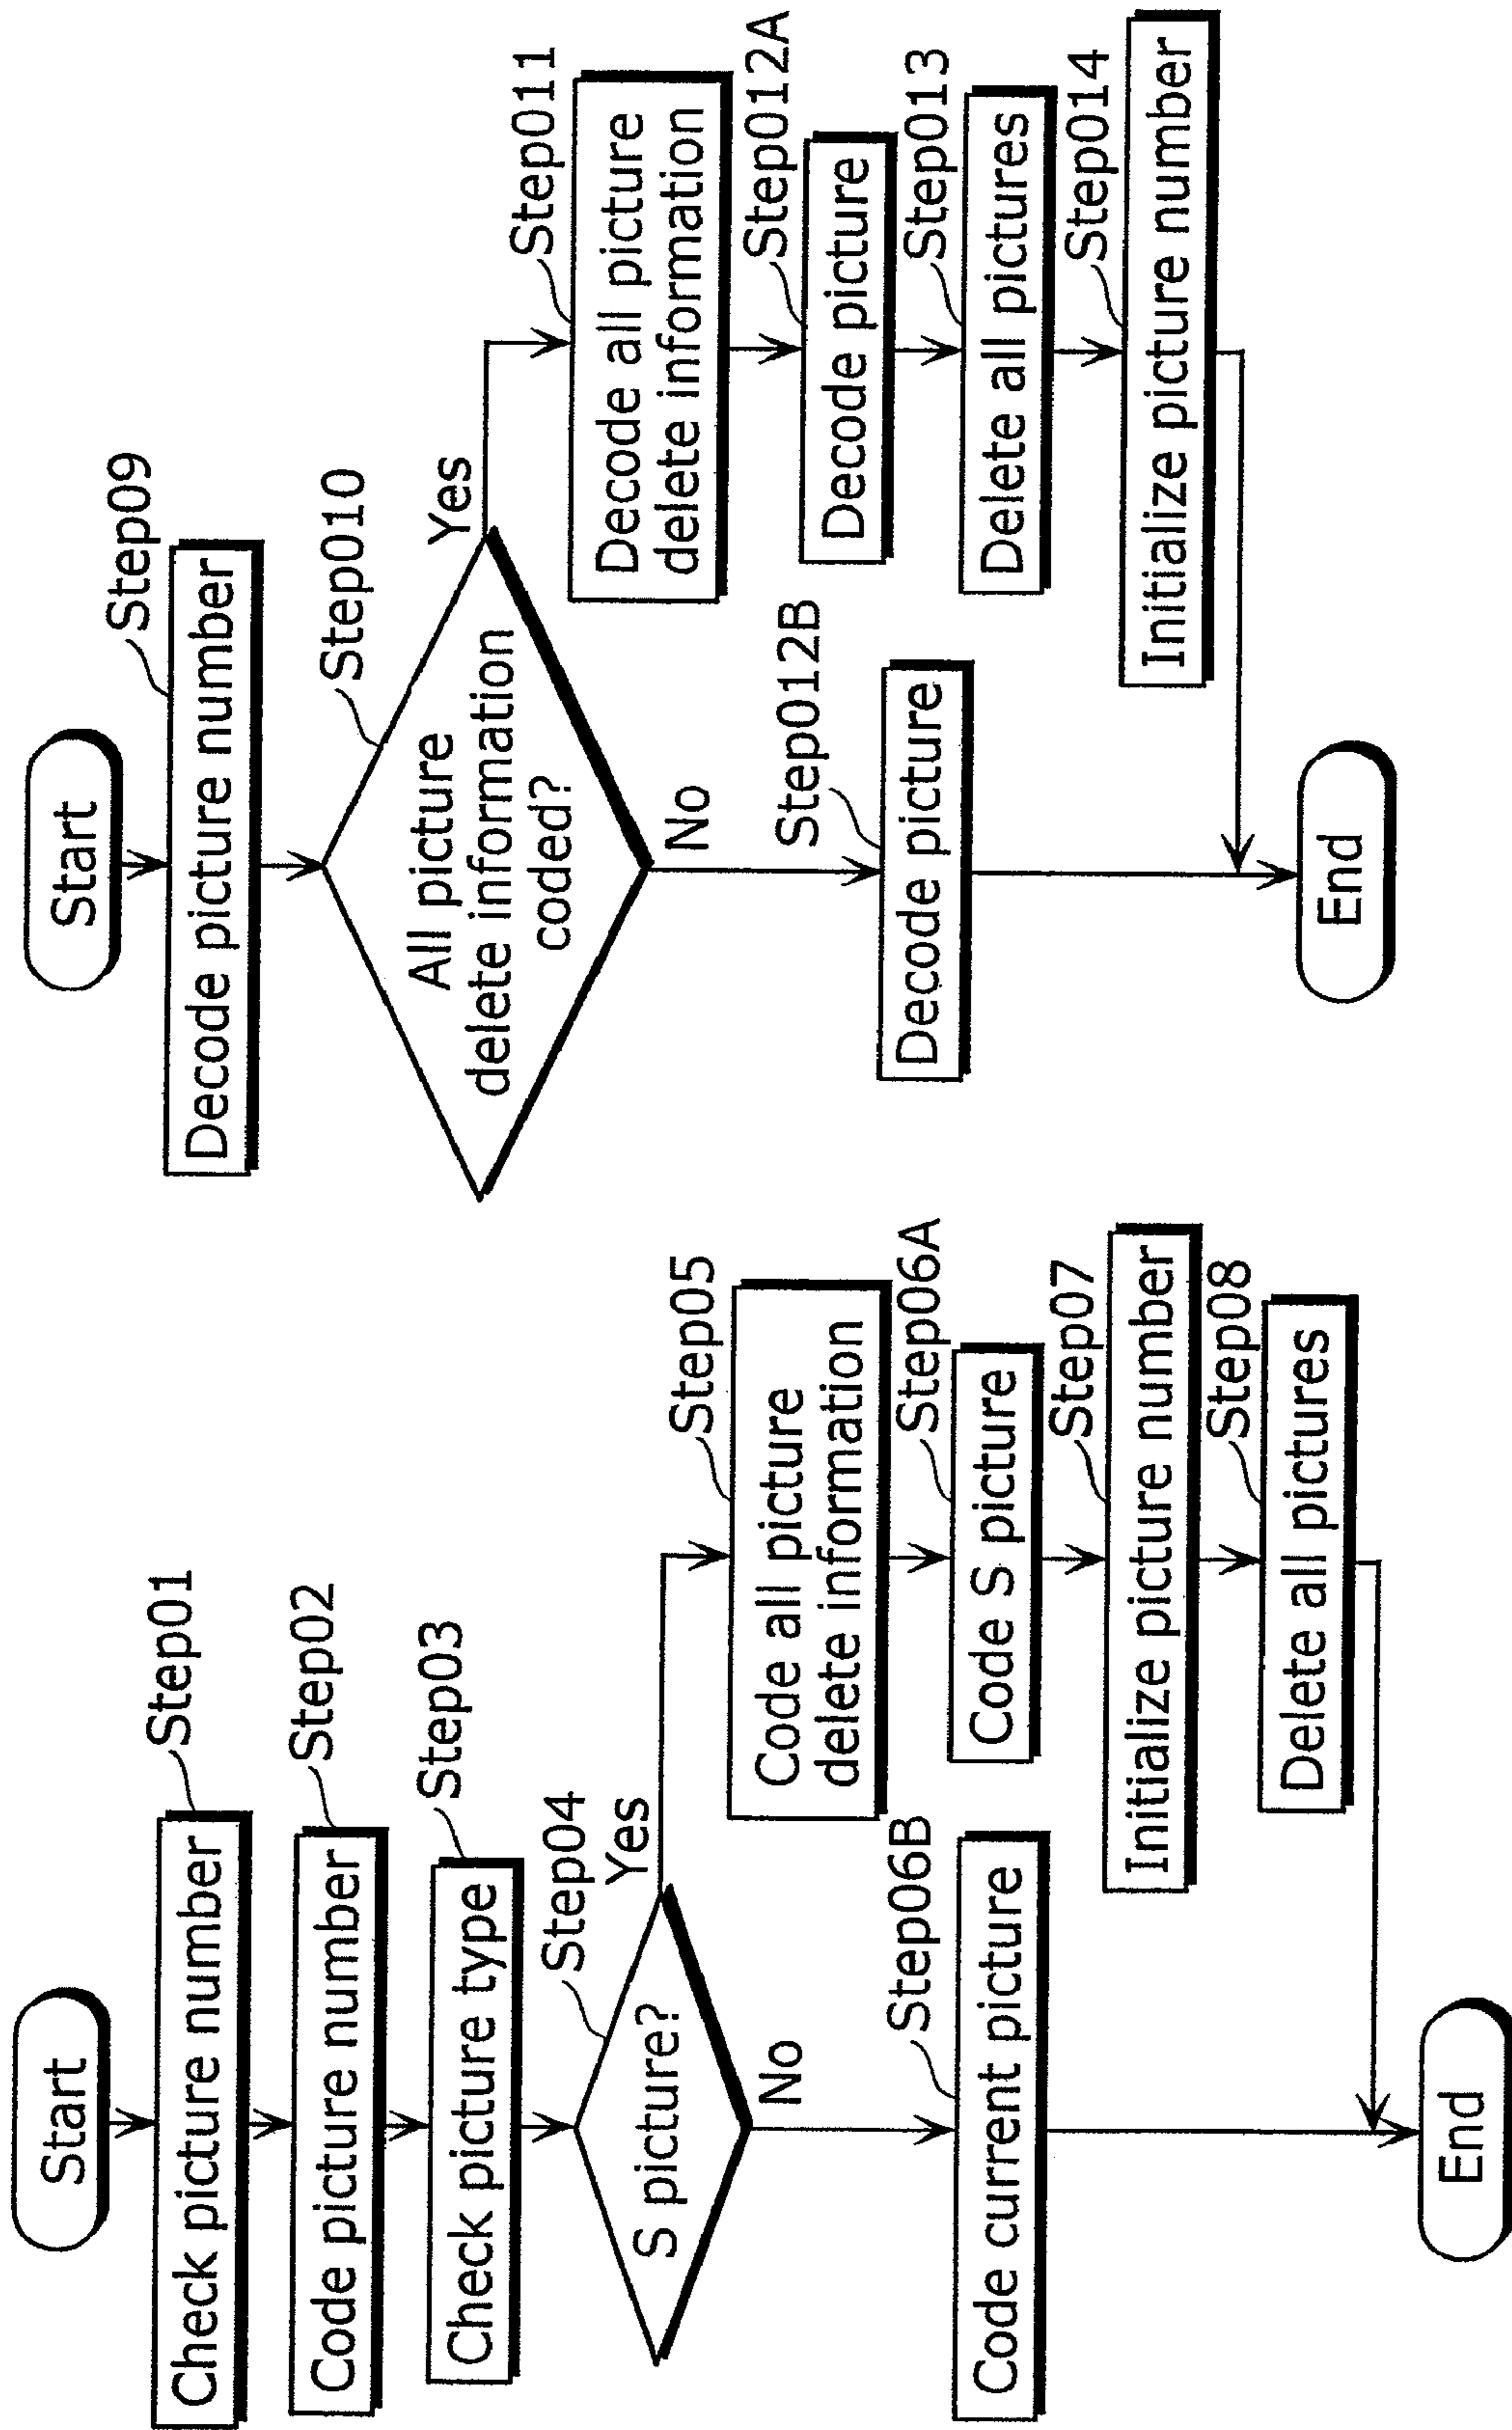 Start
Step01
Check picture number
Step02
Code picture number
Step03
Check picture type
Step04
S picture?
Yes
No
Step05
Code all picture
delete information
Step06A
Code S picture
Step07
Initialize picture number
Step08
Delete all pictures
Step06B
Code current picture
End
Start
Step09
Decode picture number
Step010
All picture
delete information
coded?
Yes
No
Step011
Decode all picture
delete information
Step012A
Decode picture
Step013
Delete all pictures
Step014
Initialize picture number
Step012B
Decode picture
End